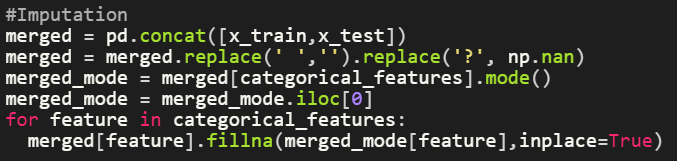 #Imputation
merged = pd.concat([x_train,x_test])
merged = merged.replace(' ','').replace('?', np.nan)
merged_mode = merged[categorical_features].mode()
merged_mode = merged_mode.iloc[0]
for feature in categorical_features:
  merged[feature].fillna(merged_mode[feature],inplace=True)